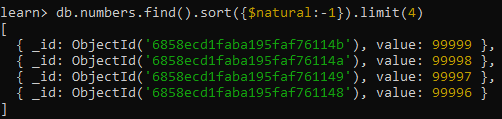 learn> db.numbers.find().sort({$natural:-1}).limit(4)
[
  { _id: ObjectId('6858ecd1faba195faf76114b'), value: 99999 },
  { _id: ObjectId('6858ecd1faba195faf76114a'), value: 99998 },
  { _id: ObjectId('6858ecd1faba195faf761149'), value: 99997 },
  { _id: ObjectId('6858ecd1faba195faf761148'), value: 99996 }
]